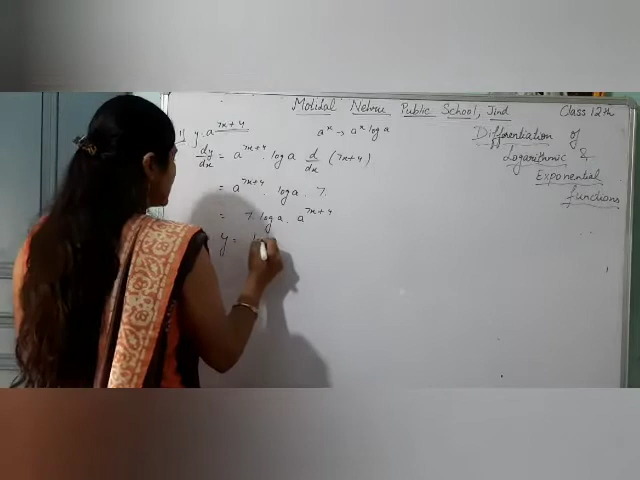 Motidal Nehru Public School, Jind
Class 12th
Differentiation of
Logarithmic &
Exponential
functions
If y = a^{7x+4}
a^x → a^x log a
dy/dx = a^{7x+4} . log a d/dx (7x+4)
= a^{7x+4} . log a . 7.
= 7. log a . a^{7x+4}
y =